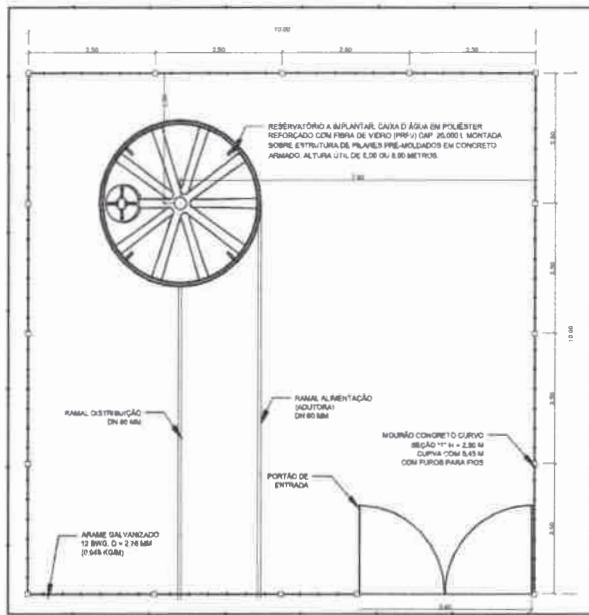 10.00
2.50
2.50
2.50
2.50
RESERVATÓRIO A IMPLANTAR: CAIXA D'ÁGUA EM POLIÉSTER
REFORÇADO COM FIBRA DE VIDRO (PRFV) CAP. 20.000 L MONTADA
SOBRE ESTRUTURA DE PILARES PRÉ-MOLDADOS EM CONCRETO
ARMADO. ALTURA ÚTIL DE 6,00 OU 8,00 METROS.
2.50
2.50
10.00
2.50
2.50
RAMAL DISTRIBUIÇÃO
DN 60 MM
RAMAL ALIMENTAÇÃO
(ADUTORA)
DN 60 MM
MOURÃO CONCRETO CURVO
SEÇÃO "T" H = 2,80 M
CURVA COM 0,45 M
COM FUROS PARA FIOS
PORTÃO DE
ENTRADA
ARAME GALVANIZADO
12 BWG, D = 2,76 MM
(0,048 KG/M)